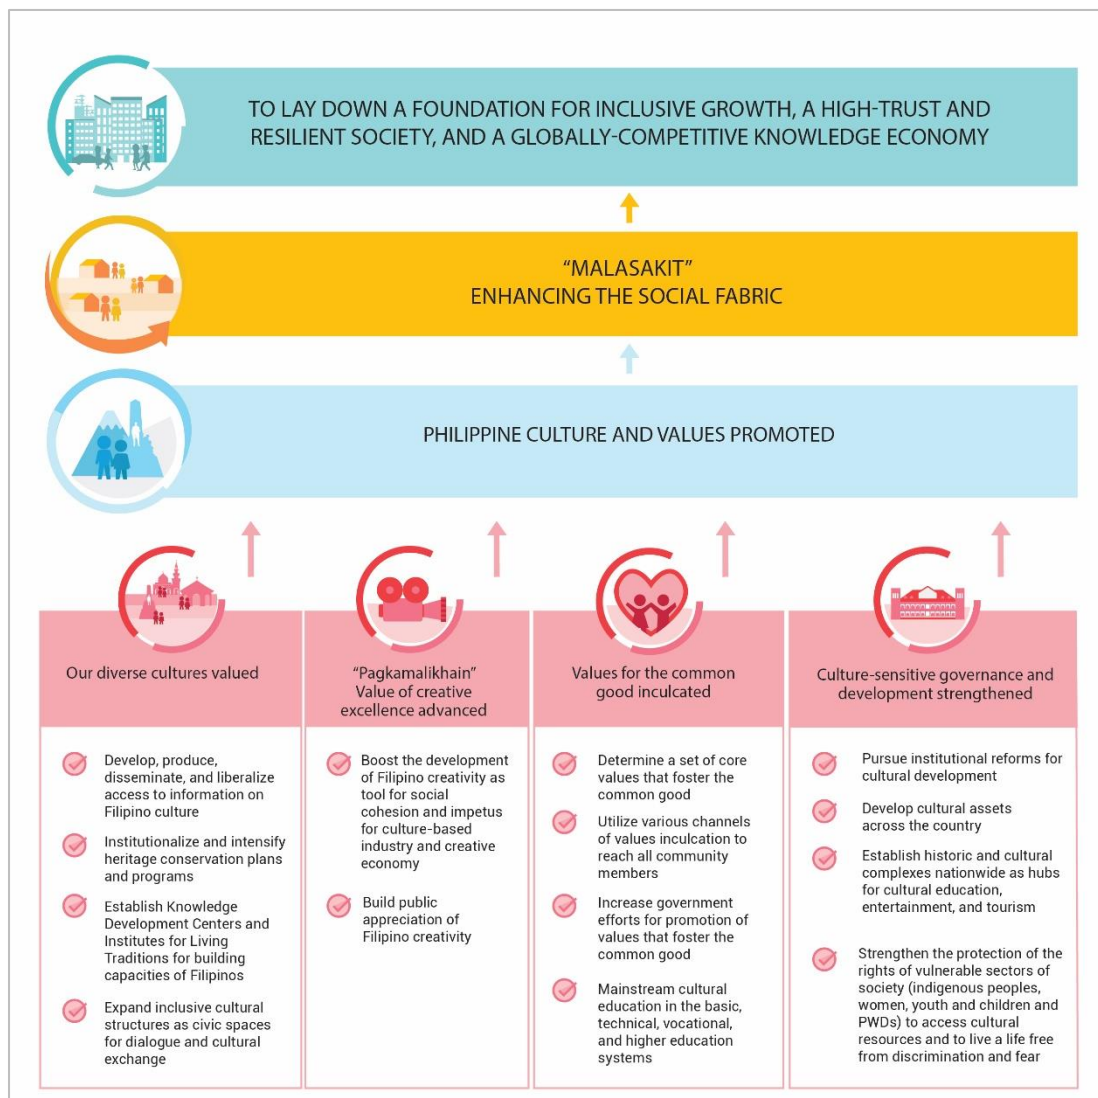 TO LAY DOWN A FOUNDATION FOR INCLUSIVE GROWTH, A HIGH-TRUST AND
RESILIENT SOCIETY, AND A GLOBALLY-COMPETITIVE KNOWLEDGE ECONOMY
“MALASAKIT”
ENHANCING THE SOCIAL FABRIC
PHILIPPINE CULTURE AND VALUES PROMOTED
Our diverse cultures valued
Develop, produce,
disseminate, and liberalize
access to information on
Filipino culture
Institutionalize and intensify
heritage conservation plans
and programs
Establish Knowledge
Development Centers and
Institutes for Living
Traditions for building
capacities of Filipinos
Expand inclusive cultural
structures as civic spaces
for dialogue and cultural
exchange
“Pagkamalikhain”
Value of creative
excellence advanced
Boost the development
of Filipino creativity as
tool for social
cohesion and impetus
for culture-based
industry and creative
economy
Build public
appreciation of
Filipino creativity
Values for the common
good inculcated
Determine a set of core
values that foster the
common good
Utilize various channels
of values inculcation to
reach all community
members
Increase government
efforts for promotion of
values that foster the
common good
Mainstream cultural
education in the basic,
technical, vocational,
and higher education
systems
Culture-sensitive governance and
development strengthened
Pursue institutional reforms for
cultural development
Develop cultural assets
across the country
Establish historic and cultural
complexes nationwide as hubs
for cultural education,
entertainment, and tourism
Strengthen the protection of the
rights of vulnerable sectors of
society (indigenous peoples,
women, youth and children and
PWDs) to access cultural
resources and to live a life free
from discrimination and fear